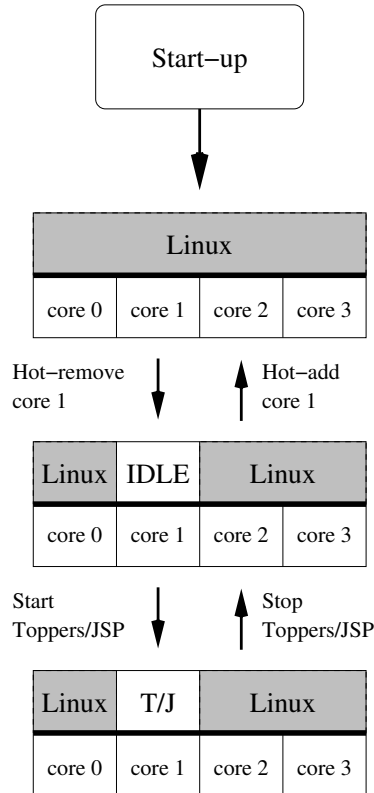 Start−up
Linux
core 0 core 1 core 2 core 3
Hot−remove Hot−add
core 1 core 1
Linux IDLE Linux
core 0 core 1 core 2 core 3
Start Stop
Toppers/JSP Toppers/JSP
Linux T/J Linux
core 0 core 1 core 2 core 3